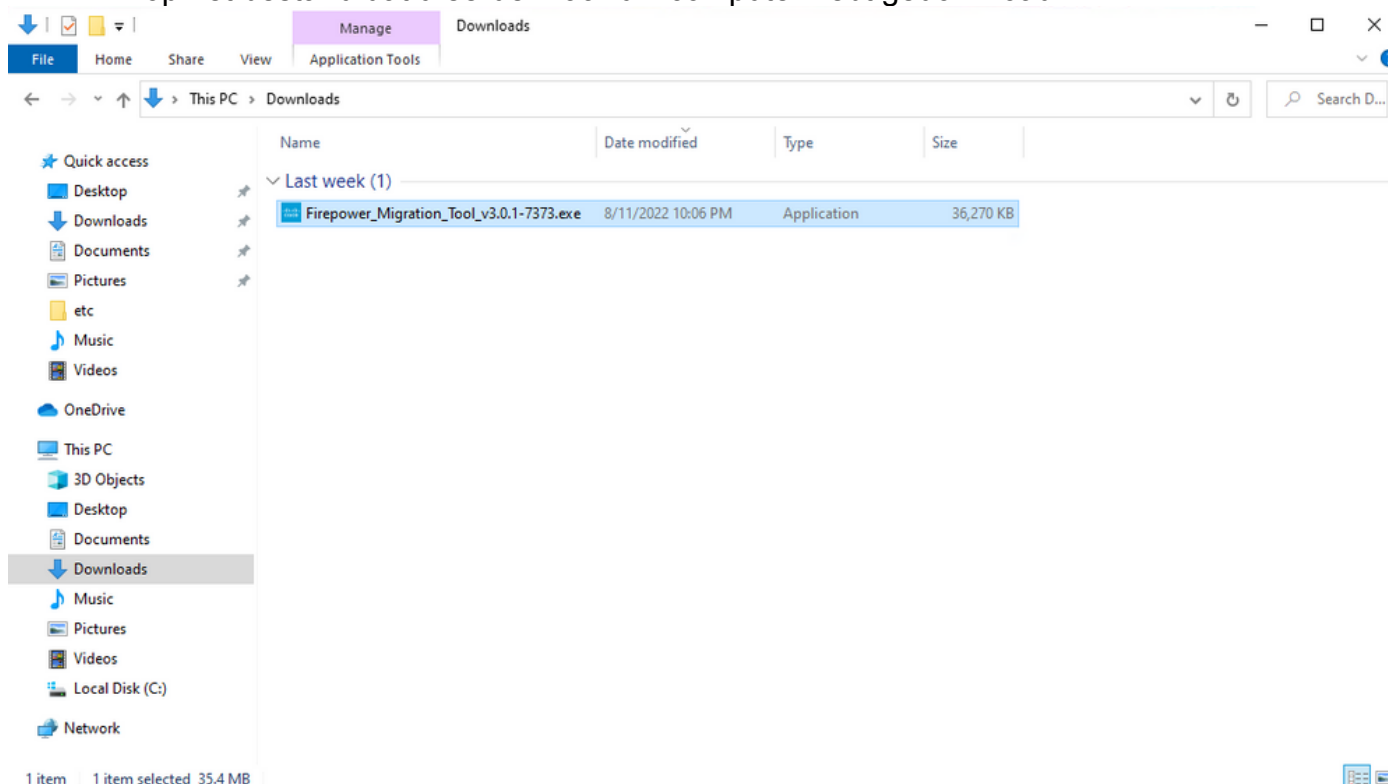 Manage Downloads
File Home Share View Application Tools
This PC > Downloads
Search D...
Name Date modified Type Size
Quick access
Desktop
Downloads
Documents
Pictures
etc
Music
Videos
OneDrive
This PC
3D Objects
Desktop
Documents
Downloads
Music
Pictures
Videos
Local Disk (C:)
Network
Last week (1)
Firepower_Migration_Tool_v3.0.1-7373.exe 8/11/2022 10:06 PM Application 36,270 KB
1 item 1 item selected 35.4 MB